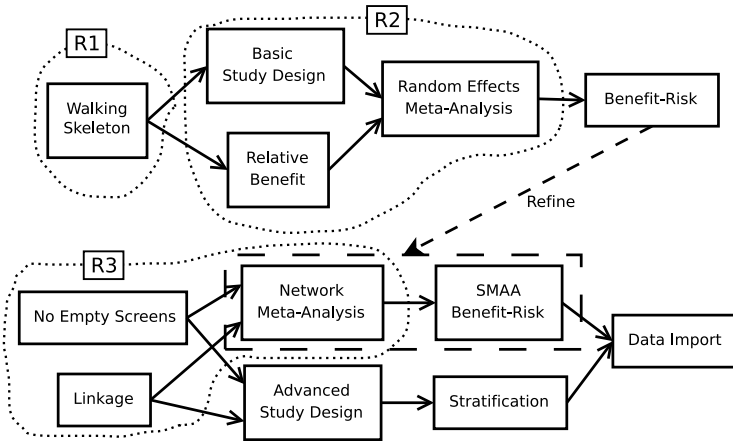 R1
R2
Walking
Skeleton
Basic
Study Design
Relative
Benefit
Random Effects
Meta-Analysis
Benefit-Risk
Refine
R3
No Empty Screens
Linkage
Network
Meta-Analysis
SMAA
Benefit-Risk
Advanced
Study Design
Stratification
Data Import